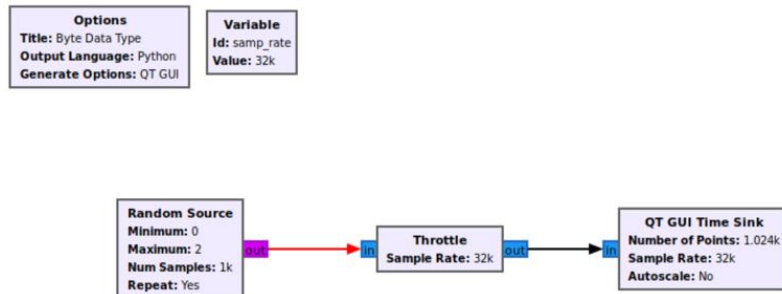 Options
Title: Byte Data Type
Output Language: Python
Generate Options: QT GUI
Variable
Id: samp_rate
Value: 32k
Random Source
Minimum: 0
Maximum: 2
Num Samples: 1k
Repeat: Yes
out
in
Throttle
Sample Rate: 32k
out
in
QT GUI Time Sink
Number of Points: 1.024k
Sample Rate: 32k
Autoscale: No